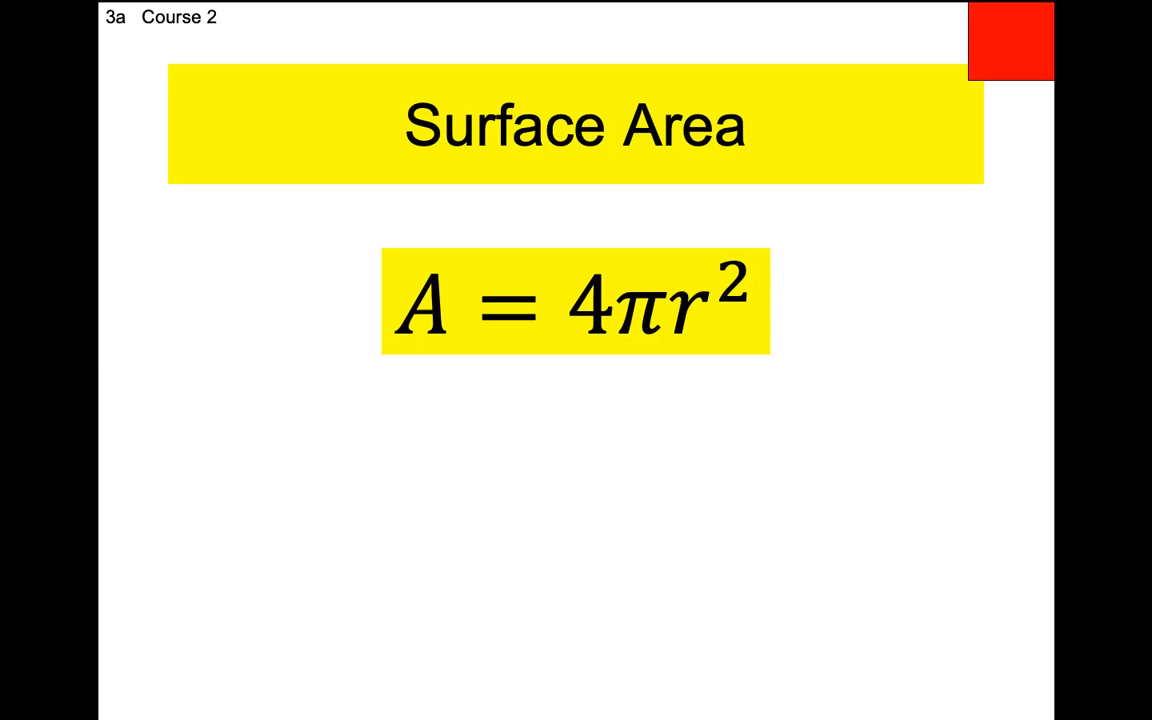 3a Course 2
Surface Area
A = 4πr²